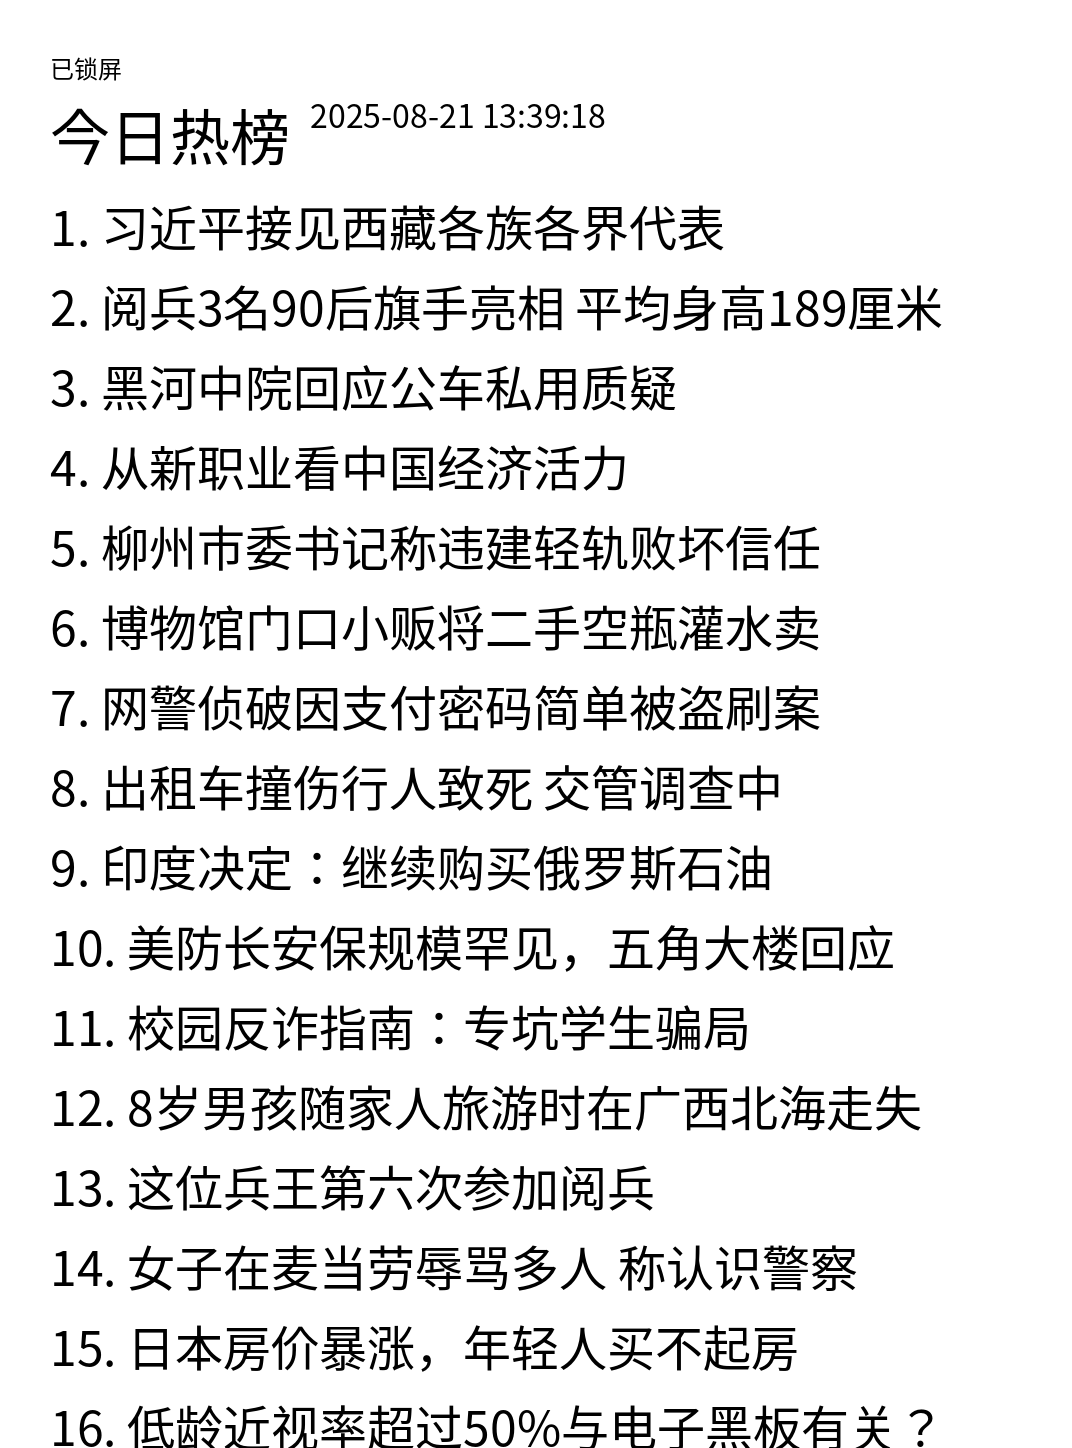 已锁屏
今日热榜 2025-08-21 13:39:18
1. 习近平接见西藏各族各界代表
2. 阅兵3名90后旗手亮相 平均身高189厘米
3. 黑河中院回应公车私用质疑
4. 从新职业看中国经济活力
5. 柳州市委书记称违建轻轨败坏信任
6. 博物馆门口小贩将二手空瓶灌水卖
7. 网警侦破因支付密码简单被盗刷案
8. 出租车撞伤行人致死 交管调查中
9. 印度决定：继续购买俄罗斯石油
10. 美防长安保规模罕见，五角大楼回应
11. 校园反诈指南：专坑学生骗局
12. 8岁男孩随家人旅游时在广西北海走失
13. 这位兵王第六次参加阅兵
14. 女子在麦当劳辱骂多人 称认识警察
15. 日本房价暴涨，年轻人买不起房
16. 低龄近视率超过50%与电子黑板有关？